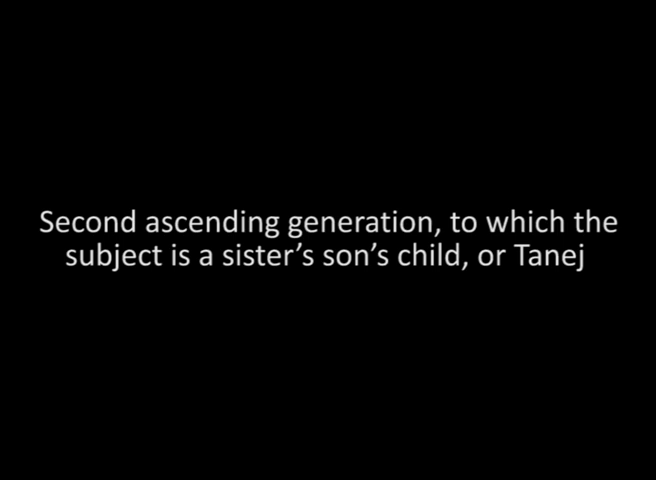 Second ascending generation, to which the
subject is a sister’s son’s child, or Tanej